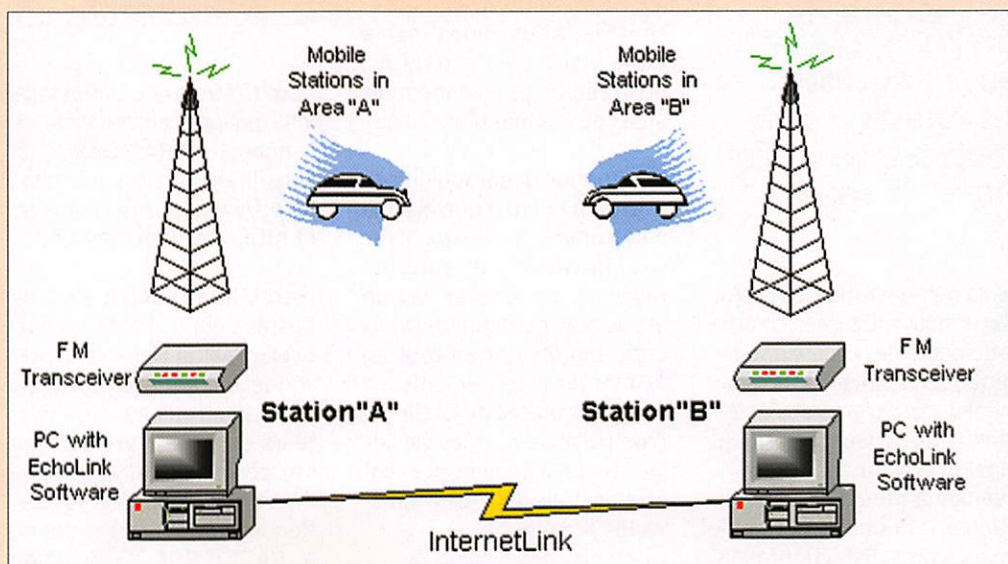 Mobile
Stations in
Area "A"
Mobile
Stations in
Area "B"
FM
Transceiver
Station"A"
PC with
EchoLink
Software
Station"B"
FM
Transceiver
PC with
EchoLink
Software
InternetLink